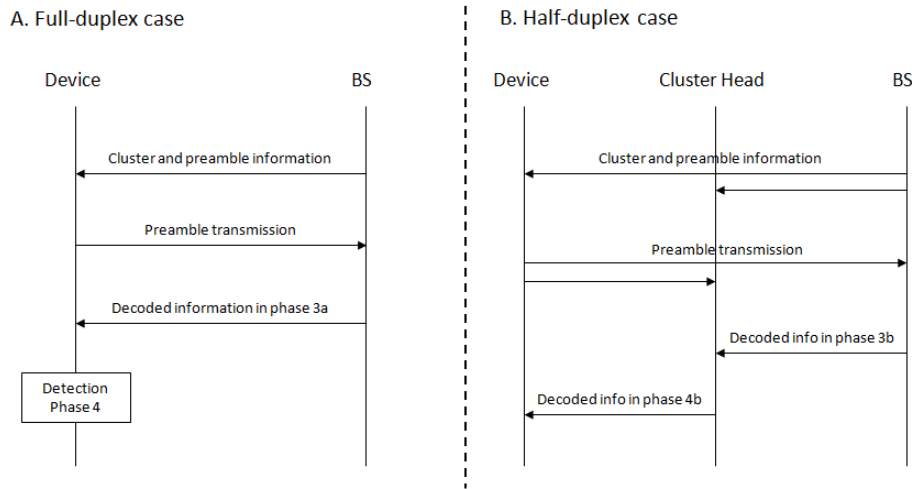 A. Full-duplex case
Device
BS
Cluster and preamble information
Preamble transmission
Decoded information in phase 3a
Detection
Phase 4
B. Half-duplex case
Device
Cluster Head
BS
Cluster and preamble information
Preamble transmission
Decoded info in phase 3b
Decoded info in phase 4b